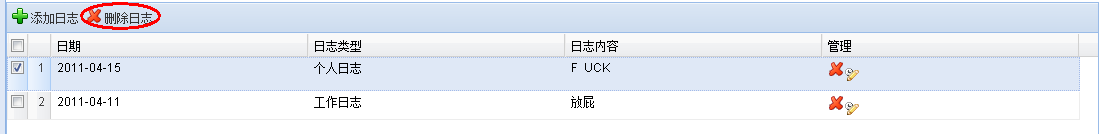 添加日志 删除日志
日期 日志类型 日志内容 管理
1 2011-04-15 个人日志 F UCK
2 2011-04-11 工作日志 放屁